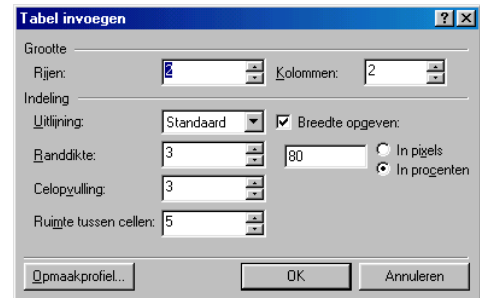 Tabel invoegen
Grootte
Rijen: 2 Kolommen: 2
Indeling
Uitlijning: Standaard Breedte opgeven:
Randdikte: 3 80 In pixels
In procenten
Celopvulling: 3
Ruimte tussen cellen: 5
Opmaakprofiel... OK Annuleren